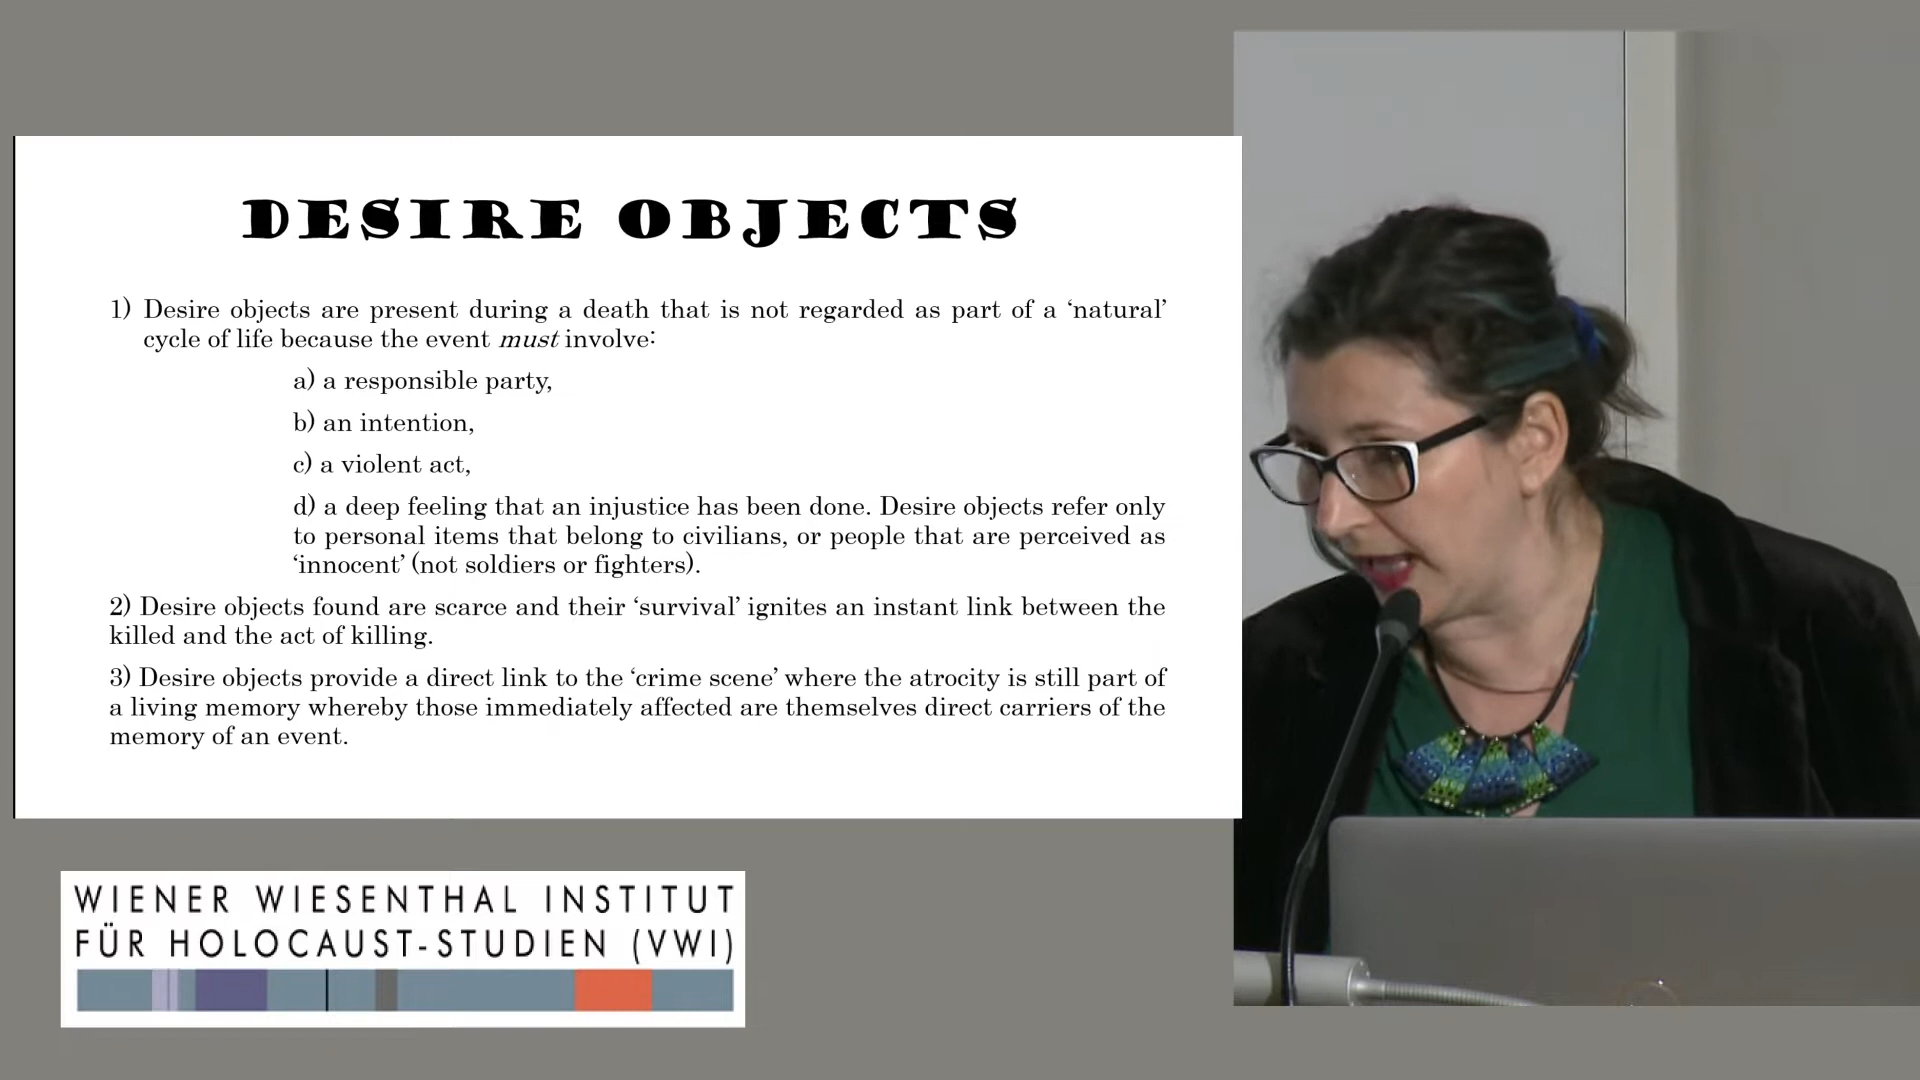 DESIRE OBJECTS
1) Desire objects are present during a death that is not regarded as part of a ‘natural’
cycle of life because the event must involve:
a) a responsible party,
b) an intention,
c) a violent act,
d) a deep feeling that an injustice has been done. Desire objects refer only
to personal items that belong to civilians, or people that are perceived as
‘innocent’ (not soldiers or fighters).
2) Desire objects found are scarce and their ‘survival’ ignites an instant link between the
killed and the act of killing.
3) Desire objects provide a direct link to the ‘crime scene’ where the atrocity is still part of
a living memory whereby those immediately affected are themselves direct carriers of the
memory of an event.
WIENER WIESENTHAL INSTITUT
FÜR HOLOCAUST-STUDIEN (VWI)